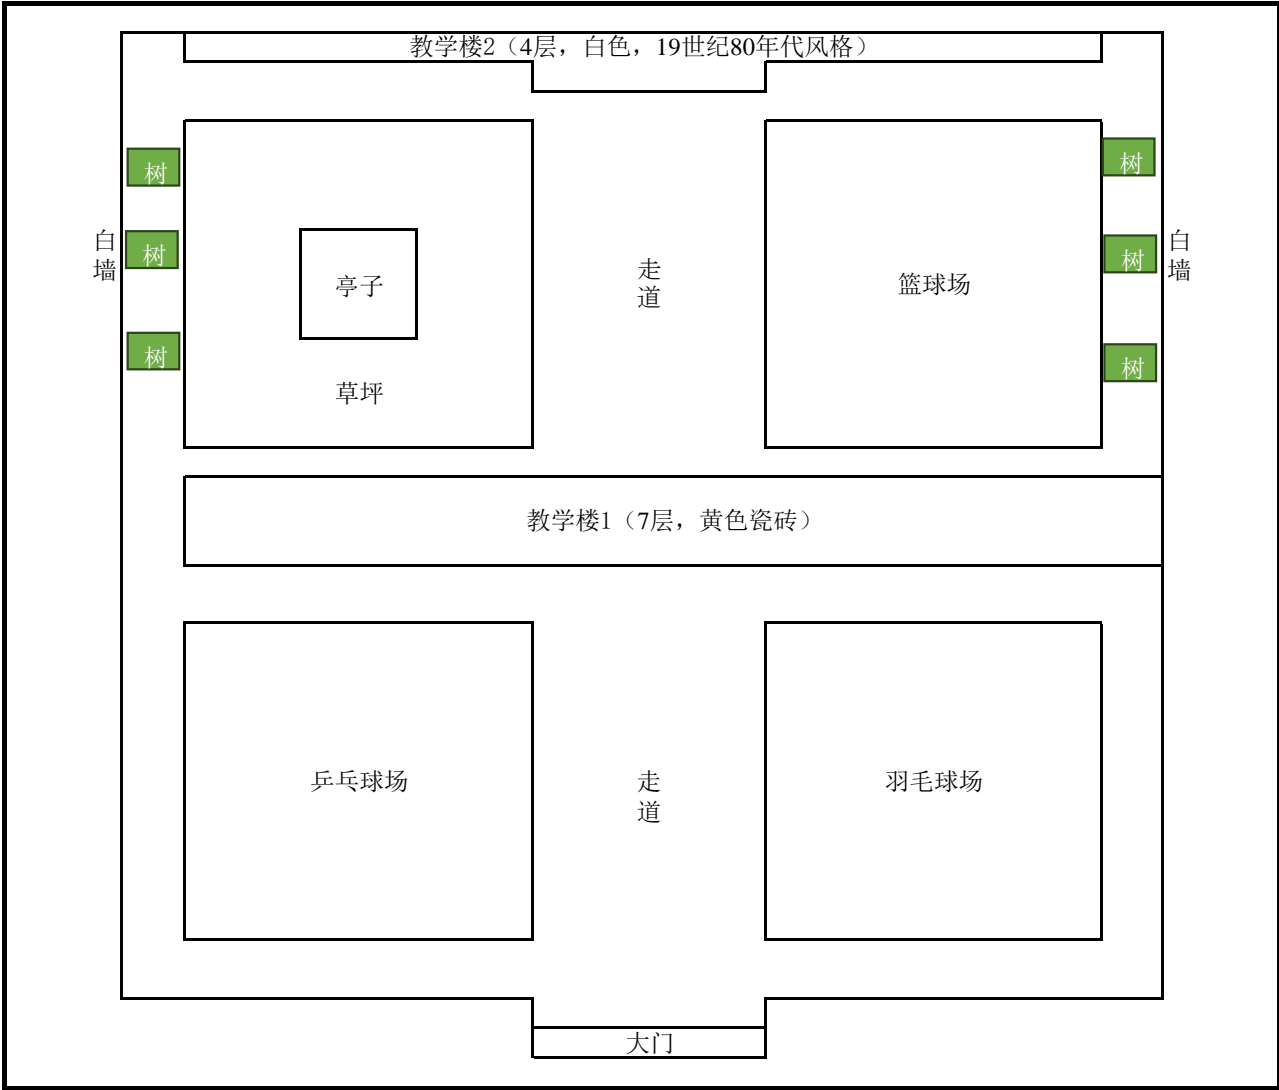 教学楼2（4层，白色，19世纪80年代风格）
树
树
树
白墙
亭子
草坪
走道
篮球场
树
树
树
白墙
教学楼1（7层，黄色瓷砖）
乒乓球场
走道
羽毛球场
大门